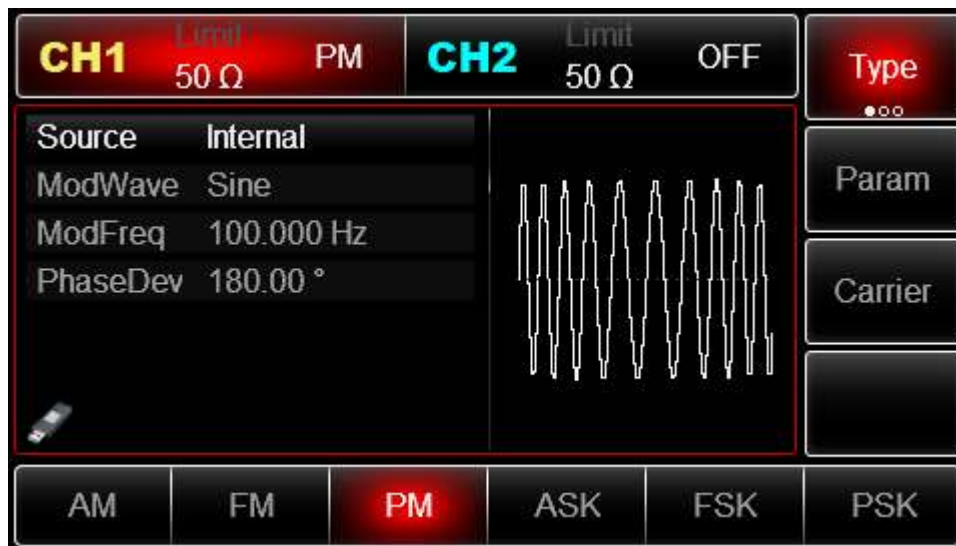 CH1 Limit 50 Ω PM CH2 Limit 50 Ω OFF Type
Source Internal
ModWave Sine
ModFreq 100.000 Hz
PhaseDev 180.00 °
Param
Carrier
AM FM PM ASK FSK PSK